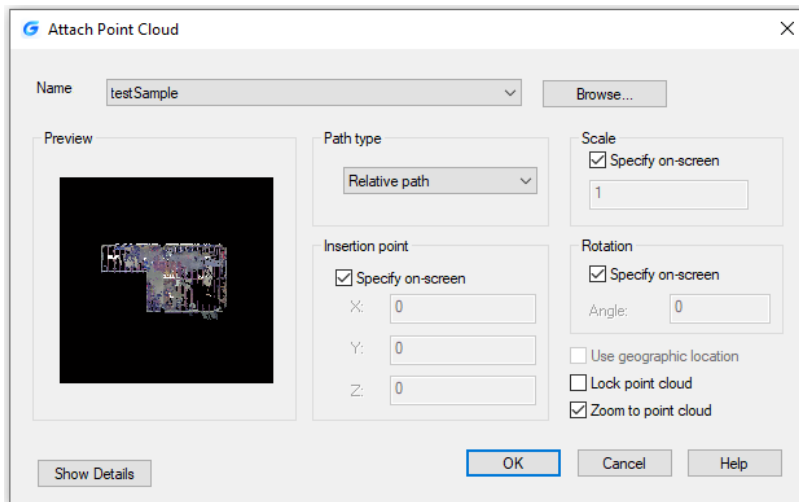 Attach Point Cloud
Name
testSample
Browse...
Preview
Path type
Relative path
Insertion point
Specify on-screen
X:
0
Y:
0
Z:
0
Scale
Specify on-screen
1
Rotation
Specify on-screen
Angle:
0
Use geographic location
Lock point cloud
Zoom to point cloud
Show Details
OK
Cancel
Help